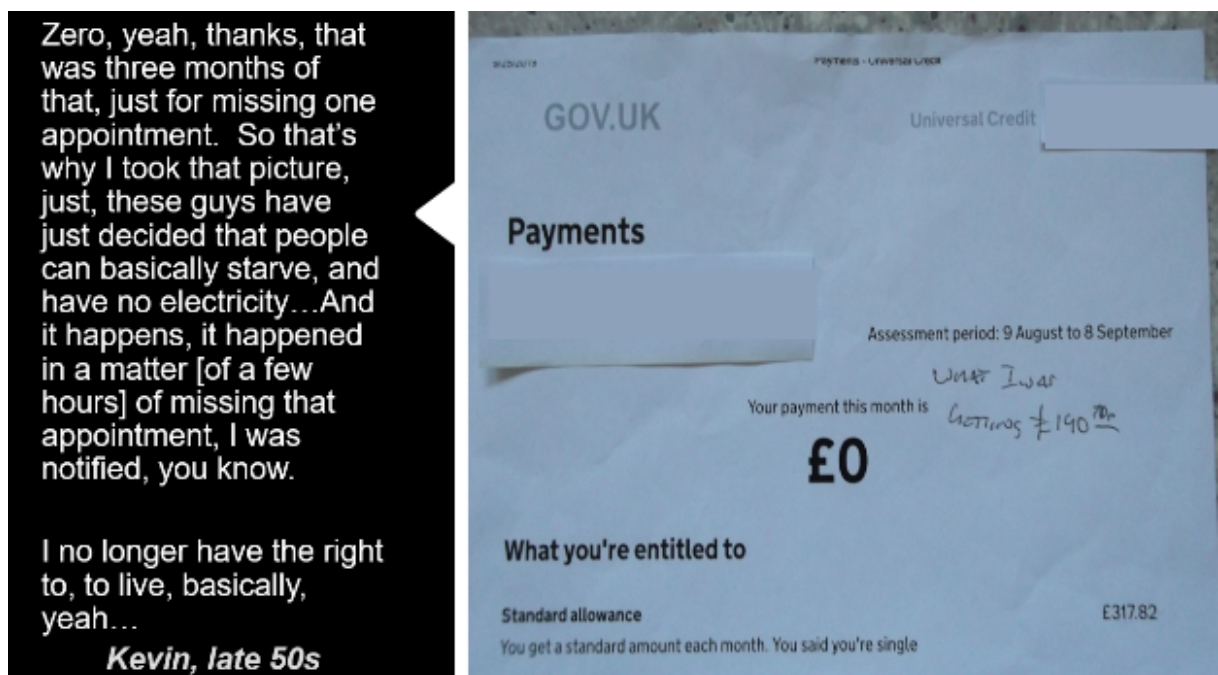 Zero, yeah, thanks, that
was three months of
that, just for missing one
appointment.  So that's
why I took that picture,
just, these guys have
just decided that people
can basically starve, and
have no electricity…And
it happens, it happened
in a matter [of a few
hours] of missing that
appointment, I was
notified, you know.
I no longer have the right
to, to live, basically,
yeah…
Kevin, late 50s
Payments - Universal Credit
GOV.UK
Universal Credit
Payments
Assessment period: 9 August to 8 September
What I was
Your payment this month is
Getting £190
£0
What you're entitled to
Standard allowance
£317.82
You get a standard amount each month. You said you're single